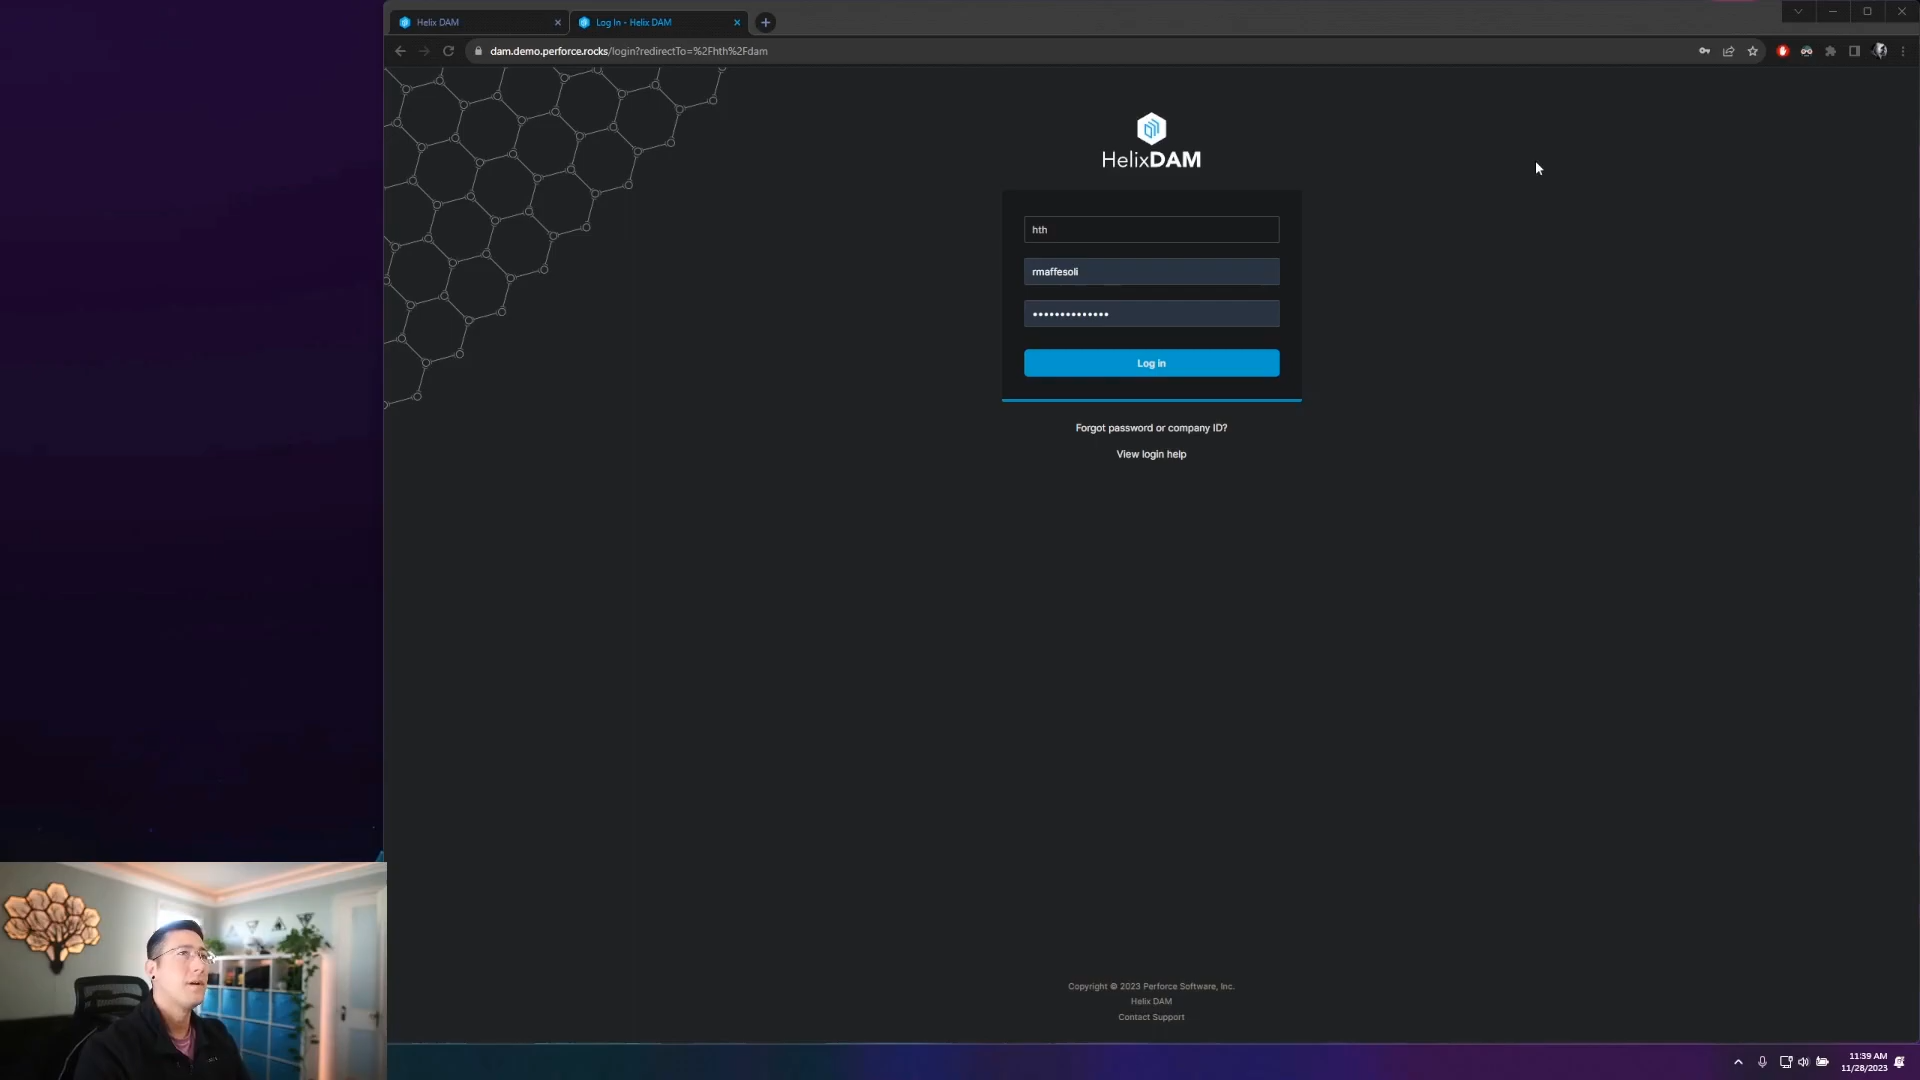 Helix DAM
Log In - Helix DAM
dam.demo.perforce.rocks/login?redirectTo=%2Fhth%2Fdam
HelixDAM
hth
rmaffesoli
••••••••••••••
Log in
Forgot password or company ID?
View login help
Copyright © 2023 Perforce Software, Inc.
Helix DAM
Contact Support
11:39 AM
11/28/2023